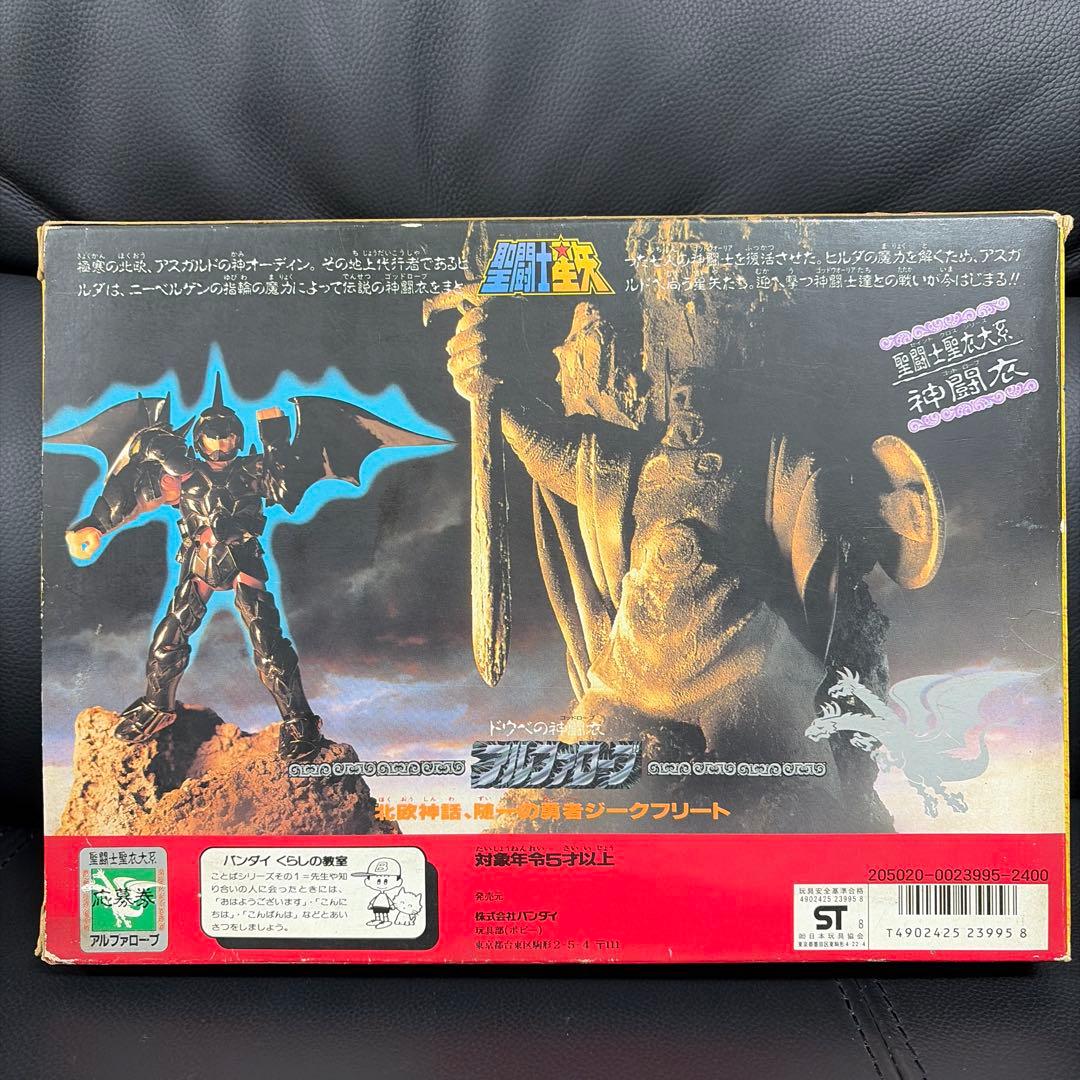 極寒の北欧、アスガルドの神オーディン。その地上代弁者であるヒ
ルダは、ニーベルゲンの指輪の魔力によって伝説の神闘衣をまと
聖闘士星矢
った七人の神闘士を復活させた。ヒルダの魔力を解くため、アスガ
ルドへ向う星矢たち。迎え撃つ神闘士達との戦いが今はじまる!!
聖闘士聖衣大系
神闘衣
ドウベの神闘衣
アルファローブ
北欧神話、随一の勇者ジークフリート
聖闘士聖衣大系
応募券
アルファローブ
バンダイ くらしの教室
ことばシリーズその1=先生や知
り合いの人に会ったときには、
「おはようございます」・「こんに
ちは」・「こんばんは」などとあい
さつをしましょう。
対象年令5才以上
発売元
株式会社バンダイ
玩具部(ポピー)
東京都台東区駒形2-5-4 〒111
205020-0023995-2400
玩具安全基準合格
4902425 23995 8
ST 8
㈳日本玩具協会
東京都墨田区東駒形4-22-4
T4902425 23995 8